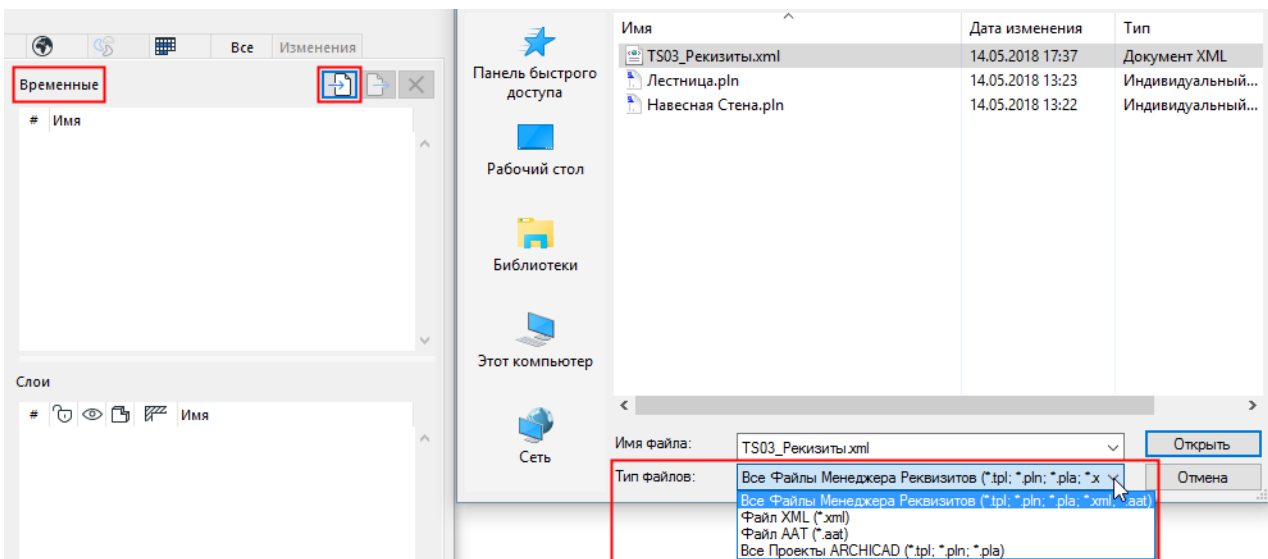 Все
Изменения
Временные
# Имя
Слои
# Имя
Панель быстрого
доступа
Рабочий стол
Библиотеки
Этот компьютер
Сеть
Имя Дата изменения Тип
TS03_Рекизиты.xml 14.05.2018 17:37 Документ XML
Лестница.pln 14.05.2018 13:23 Индивидуальный...
Навесная Стена.pln 14.05.2018 13:22 Индивидуальный...
Имя файла: TS03_Рекизиты.xml Открыть
Тип файлов: Все Файлы Менеджера Реквизитов (*.tpl; *.pln; *.pla; *.x Отмена
Все Файлы Менеджера Реквизитов (*.tpl; *.pln; *.pla; *.xml; *.aat)
Файл XML (*.xml)
Файл AAT (*.aat)
Все Проекты ARCHICAD (*.tpl; *.pln; *.pla)